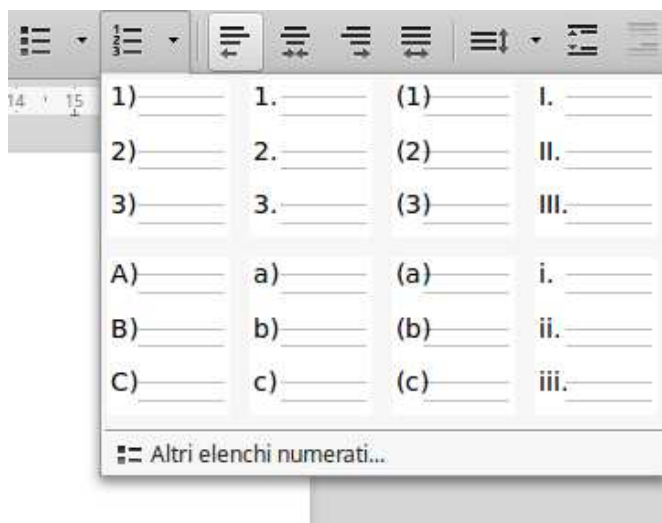 14 15
1) 1. (1) I.
2) 2. (2) II.
3) 3. (3) III.
A) a) (a) i.
B) b) (b) ii.
C) c) (c) iii.
Altri elenchi numerati...